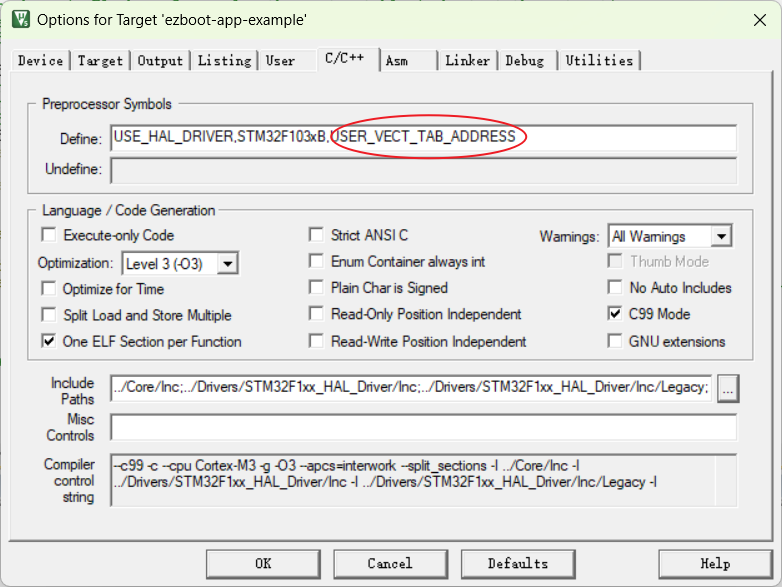 Options for Target 'ezboot-app-example'
Device Target Output Listing User C/C++ Asm Linker Debug Utilities
Preprocessor Symbols
Define: USE_HAL_DRIVER,STM32F103xB,USER_VECT_TAB_ADDRESS
Undefine:
Language / Code Generation
Execute-only Code Strict ANSI C Warnings: All Warnings
Optimization: Level 3 (-O3) Enum Container always int Thumb Mode
Optimize for Time Plain Char is Signed No Auto Includes
Split Load and Store Multiple Read-Only Position Independent C99 Mode
One ELF Section per Function Read-Write Position Independent GNU extensions
Include Paths ../Core/Inc;../Drivers/STM32F1xx_HAL_Driver/Inc;../Drivers/STM32F1xx_HAL_Driver/Inc/Legacy; ...
Misc Controls
Compiler control string --c99 -c --cpu Cortex-M3 -g -O3 --apcs=interwork --split_sections -I ../Core/Inc -I
../Drivers/STM32F1xx_HAL_Driver/Inc -I ../Drivers/STM32F1xx_HAL_Driver/Inc/Legacy -I
OK Cancel Defaults Help